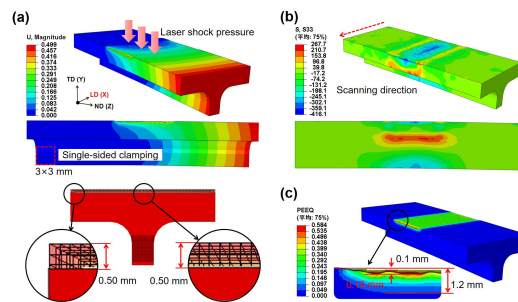 (a)
U, Magnitude
0.499
0.457
0.416
0.374
0.333
0.291
0.249
0.208
0.166
0.125
0.083
0.042
0.000
Laser shock pressure
TD (Y)
LD (X)
ND (Z)
Single-sided clamping
3×3 mm
0.50 mm
0.50 mm
(b)
S, S33
(平均: 75%)
267.7
210.7
153.8
96.8
39.8
-17.2
-74.2
-131.2
-188.2
-245.1
-302.1
-359.1
-416.1
Scanning direction
(c)
PEEQ
(平均: 75%)
0.584
0.535
0.486
0.438
0.389
0.340
0.292
0.243
0.195
0.146
0.097
0.049
0.000
0.1 mm
1.2 mm